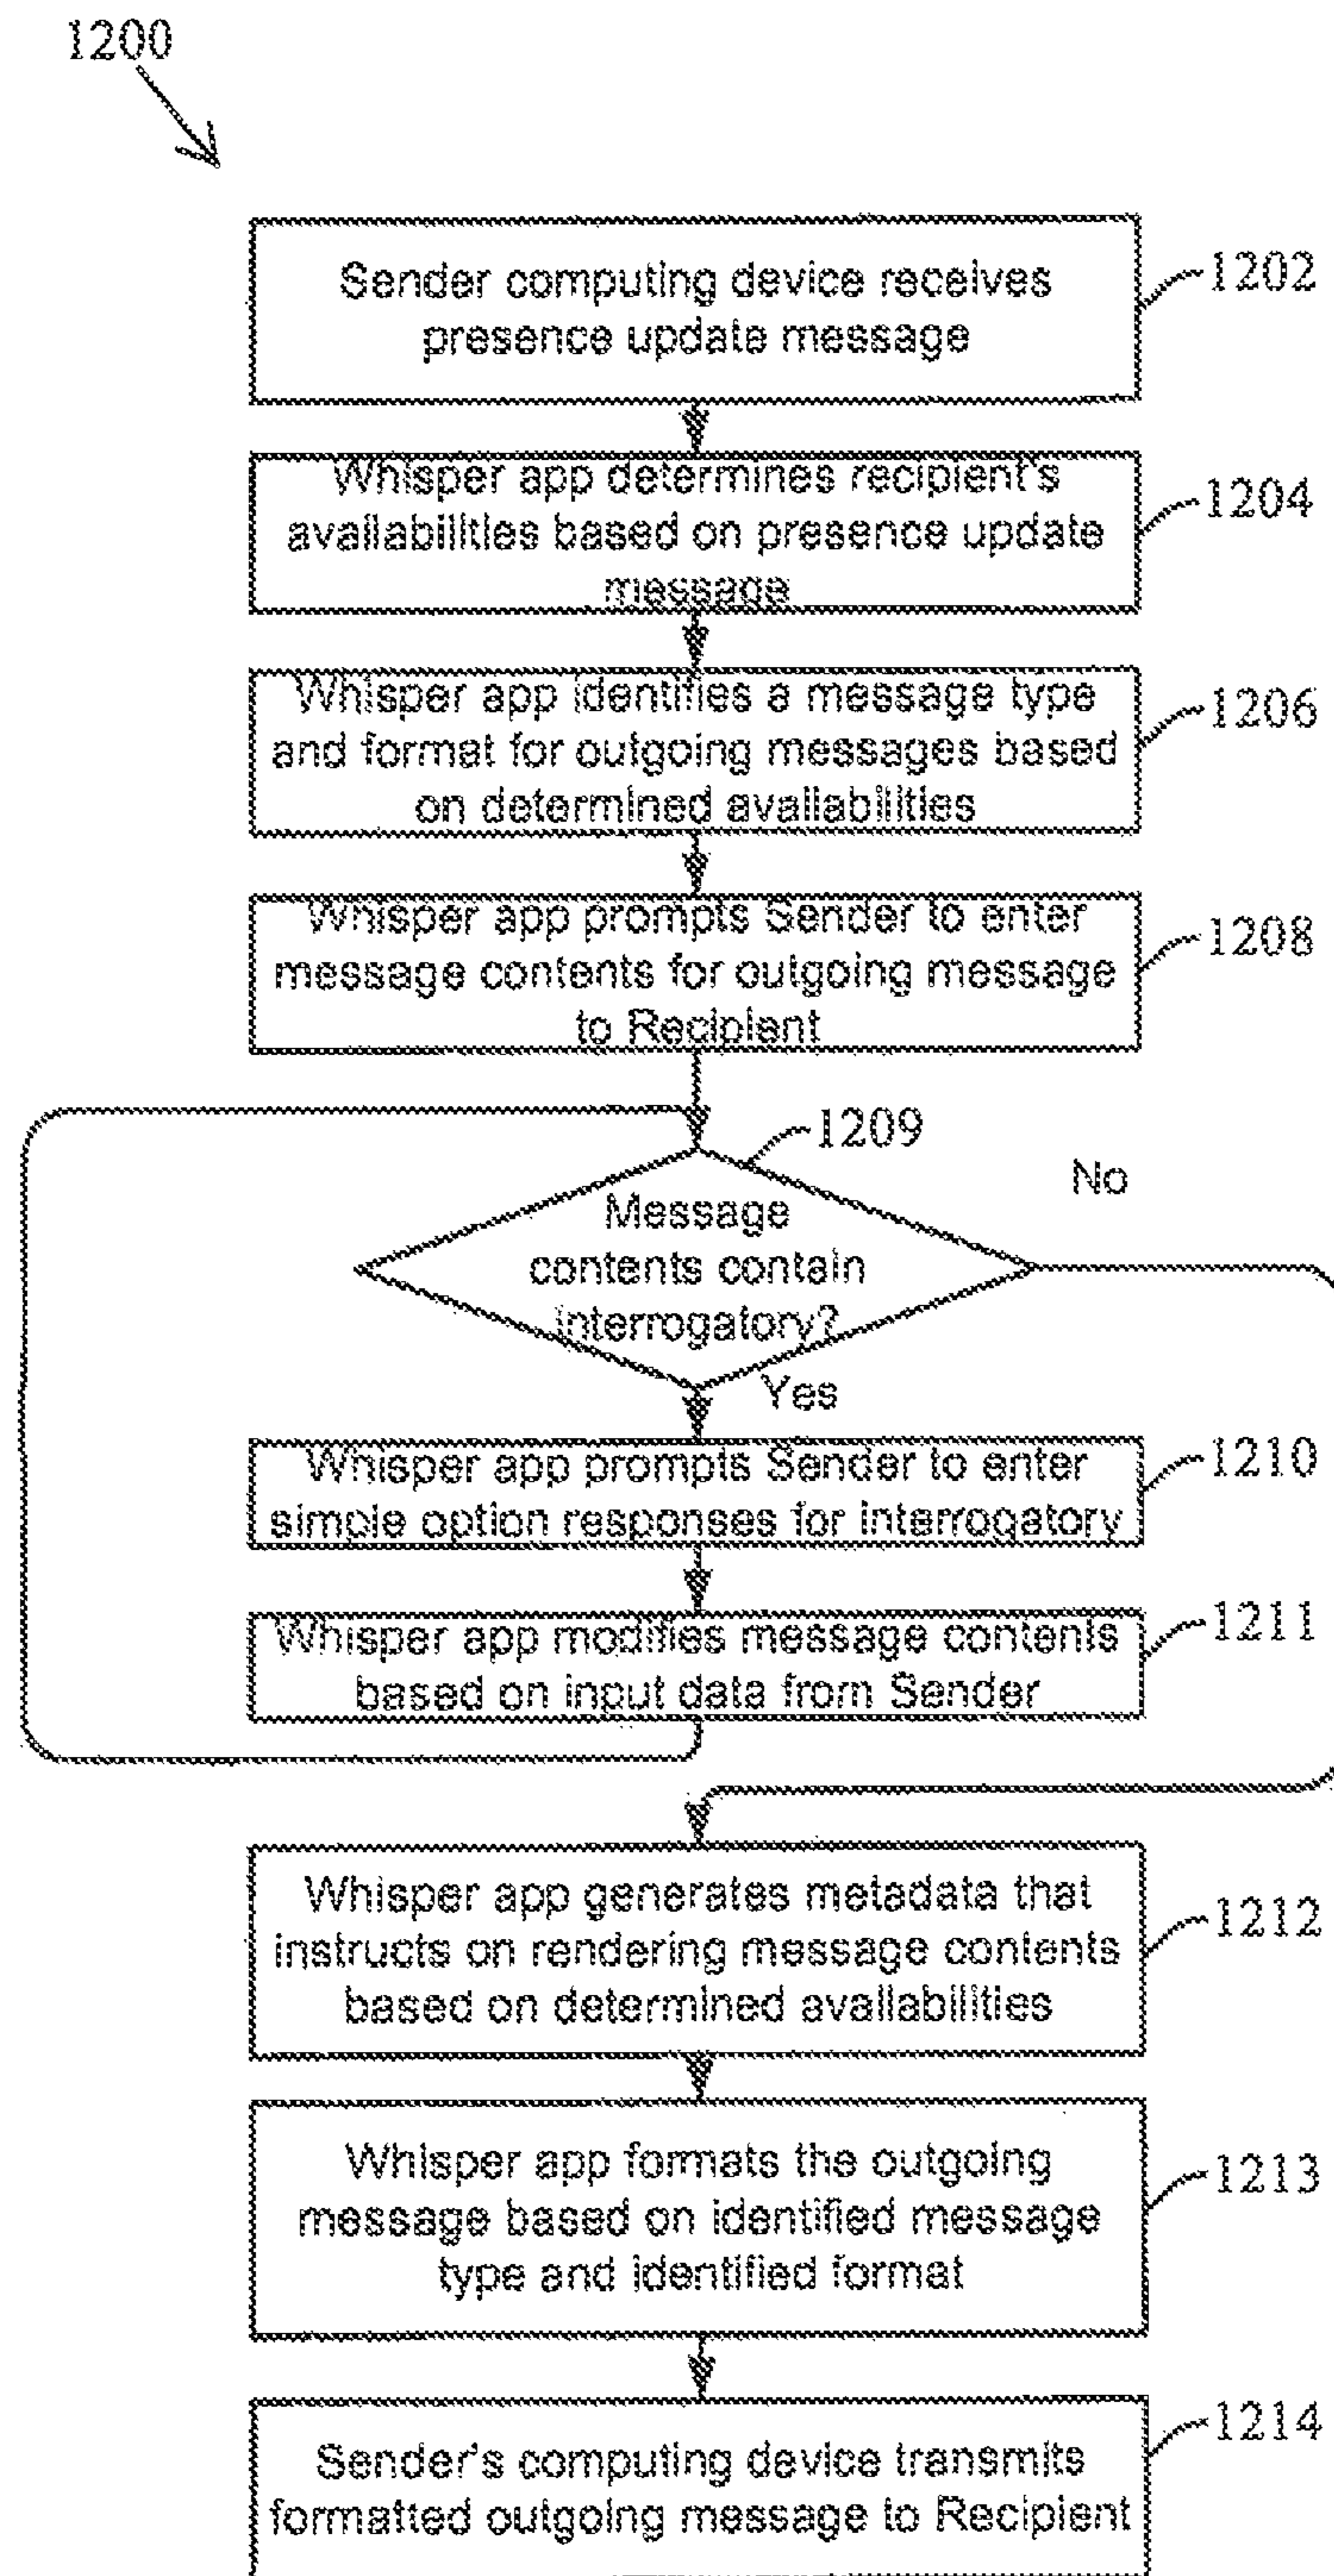 1200
Sender computing device receives
presence update message
1202
Whisper app determines recipient's
availabilities based on presence update
message
1204
Whisper app identifies a message type
and format for outgoing messages based
on determined availabilities
1206
Whisper app prompts Sender to enter
message contents for outgoing message
to Recipient
1208
1209
Message
contents contain
interrogatory?
No
Yes
Whisper app prompts Sender to enter
simple option responses for interrogatory
1210
Whisper app modifies message contents
based on input data from Sender
1211
Whisper app generates metadata that
instructs on rendering message contents
based on determined availabilities
1212
Whisper app formats the outgoing
message based on identified message
type and identified format
1213
Sender's computing device transmits
formatted outgoing message to Recipient
1214